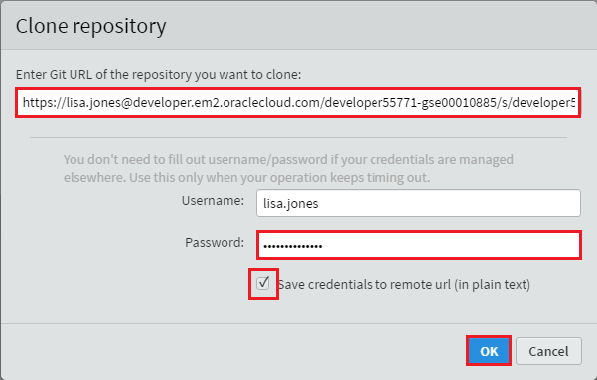 Clone repository
Enter Git URL of the repository you want to clone:
https://lisa.jones@developer.em2.oraclecloud.com/developer55771-gse00010885/s/developer5
You don't need to fill out username/password if your credentials are managed
elsewhere. Use this only when your operation keeps timing out.
Username: lisa.jones
Password: ••••••••••••••
Save credentials to remote url (in plain text)
OK Cancel